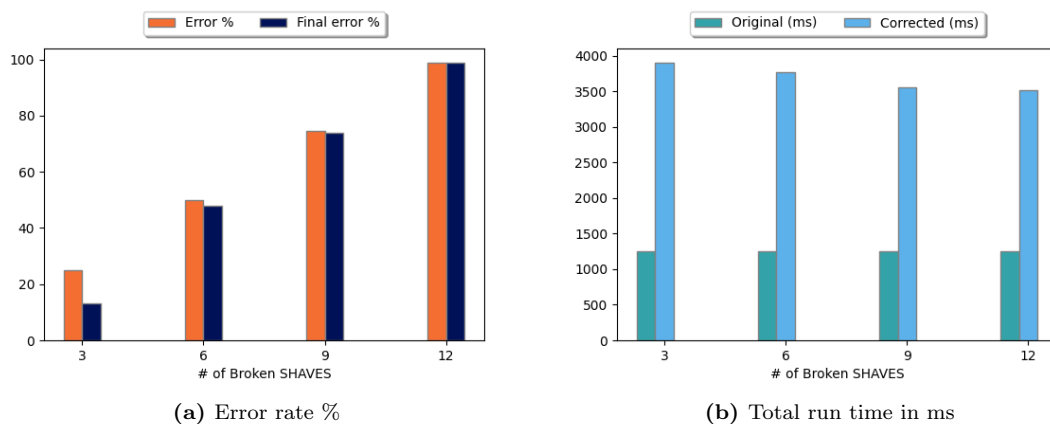 Error %
Final error %
100
80
60
40
20
0
3
6
9
12
# of Broken SHAVES
(a) Error rate %
Original (ms)
Corrected (ms)
4000
3500
3000
2500
2000
1500
1000
500
0
3
6
9
12
# of Broken SHAVES
(b) Total run time in ms